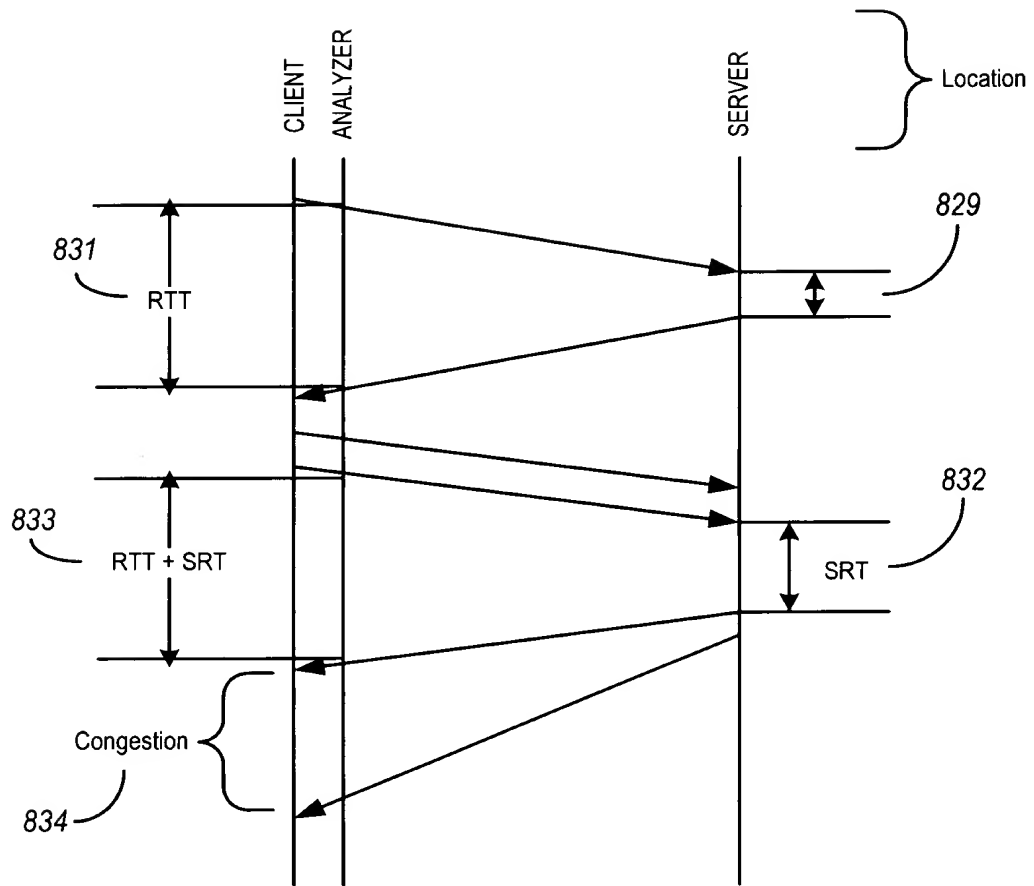 CLIENT
ANALYZER
SERVER
Location
829
831
RTT
832
833
RTT + SRT
SRT
Congestion
834